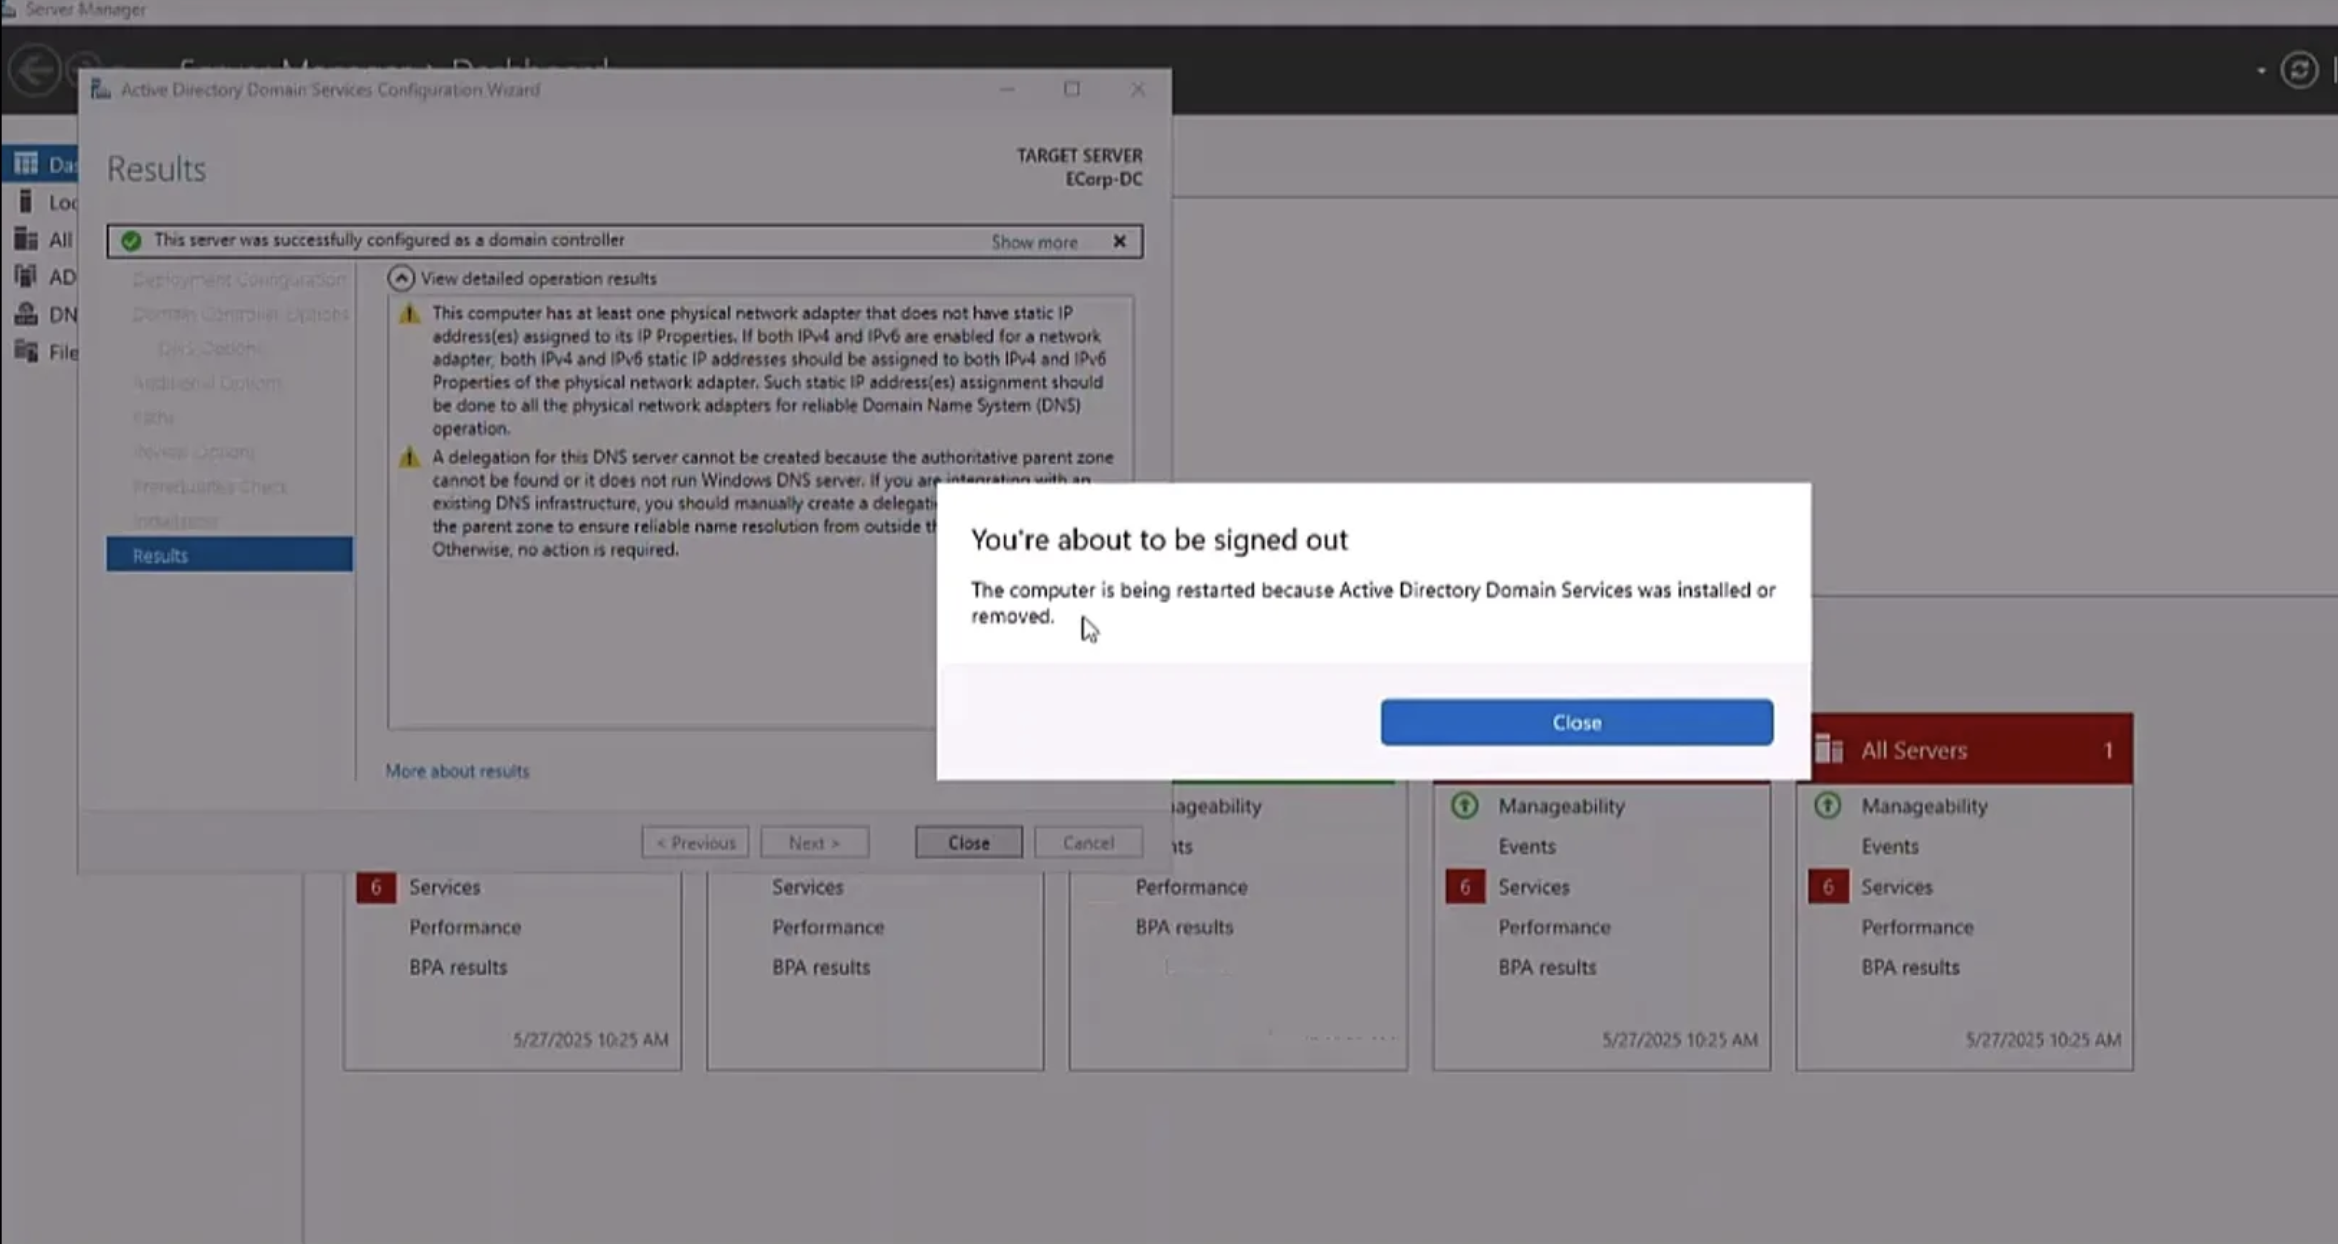 Server Manager
Active Directory Domain Services Configuration Wizard
Results
TARGET SERVER
ECorp-DC
This server was successfully configured as a domain controller
Show more
Das
Loc
All
AD
DN
File
Deployment Configuration
Domain Controller Options
DNS Options
Additional Options
Paths
Review Options
Prerequisites Check
Installation
Results
View detailed operation results
This computer has at least one physical network adapter that does not have static IP
address(es) assigned to its IP Properties. If both IPv4 and IPv6 are enabled for a network
adapter, both IPv4 and IPv6 static IP addresses should be assigned to both IPv4 and IPv6
Properties of the physical network adapter. Such static IP address(es) assignment should
be done to all the physical network adapters for reliable Domain Name System (DNS)
operation.
A delegation for this DNS server cannot be created because the authoritative parent zone
cannot be found or it does not run Windows DNS server. If you are integrating with an
existing DNS infrastructure, you should manually create a delegati
the parent zone to ensure reliable name resolution from outside th
Otherwise, no action is required.
More about results
< Previous
Next >
Close
Cancel
You're about to be signed out
The computer is being restarted because Active Directory Domain Services was installed or
removed.
Close
All Servers 1
6 Services
Performance
BPA results
5/27/2025 10:25 AM
Services
Performance
BPA results
nageability
nts
Performance
BPA results
Manageability
Events
6 Services
Performance
BPA results
5/27/2025 10:25 AM
Manageability
Events
6 Services
Performance
BPA results
5/27/2025 10:25 AM